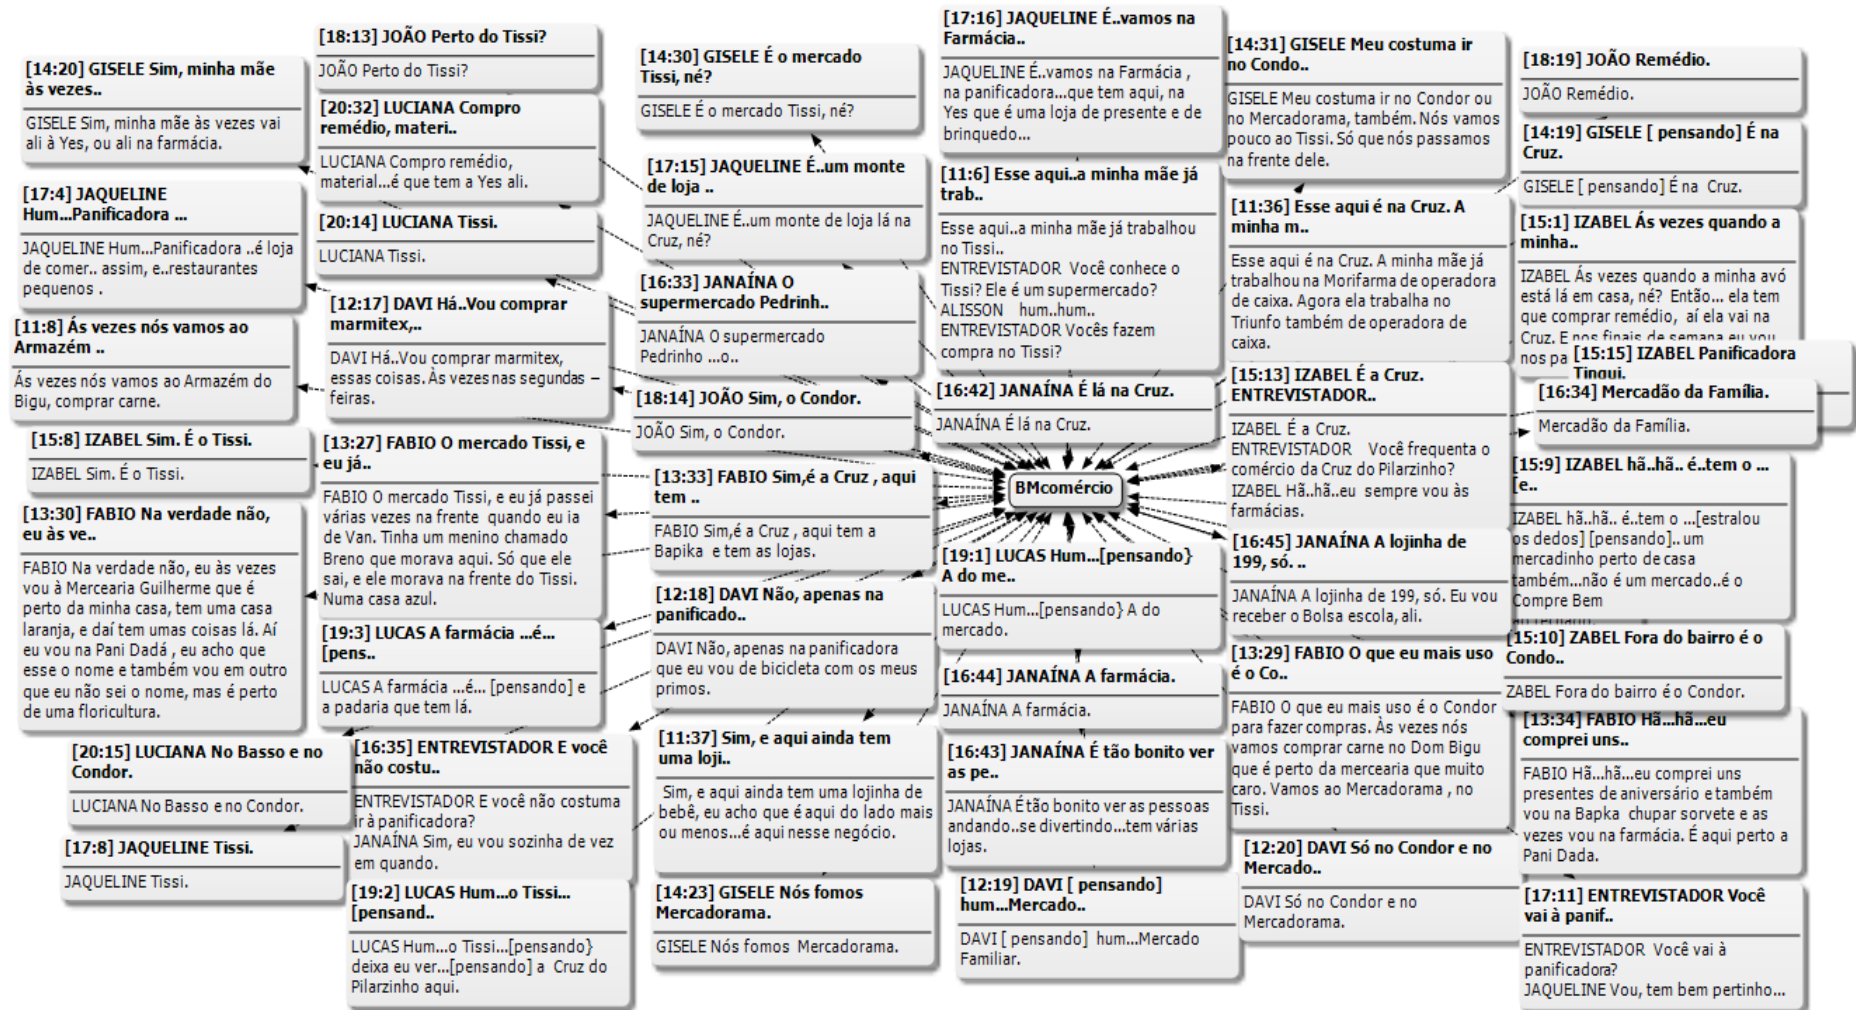 [14:20] GISELE Sim, minha mãe
às vezes..
GISELE Sim, minha mãe às vezes vai
ali à Yes, ou ali na farmácia.
[17:4] JAQUELINE
Hum...Panificadora ...
JAQUELINE Hum...Panificadora ..é loja
de comer.. assim, e..restaurantes
pequenos .
[11:8] Ás vezes nós vamos ao
Armazém ..
Ás vezes nós vamos ao Armazém do
Bigu, comprar carne.
[15:8] IZABEL Sim. É o Tissi.
IZABEL Sim. É o Tissi.
[13:30] FABIO Na verdade não,
eu às ve..
FABIO Na verdade não, eu às vezes
vou à Mercearia Guilherme que é
perto da minha casa, tem uma casa
laranja, e daí tem umas coisas lá. Aí
eu vou na Pani Dadá , eu acho que
esse o nome e também vou em outro
que eu não sei o nome, mas é perto
de uma floricultura.
[20:15] LUCIANA No Basso e no
Condor.
LUCIANA No Basso e no Condor.
[17:8] JAQUELINE Tissi.
JAQUELINE Tissi.
[18:13] JOÃO Perto do Tissi?
JOÃO Perto do Tissi?
[20:32] LUCIANA Compro
remédio, materi..
LUCIANA Compro remédio,
material...é que tem a Yes ali.
[20:14] LUCIANA Tissi.
LUCIANA Tissi.
[12:17] DAVI Há..Vou comprar
marmitex,..
DAVI Há..Vou comprar marmitex,
essas coisas. Às vezes nas segundas –
feiras.
[13:27] FABIO O mercado Tissi, e
eu já..
FABIO O mercado Tissi, e eu já passei
várias vezes na frente quando eu ia
de Van. Tinha um menino chamado
Breno que morava aqui. Só que ele
sai, e ele morava na frente do Tissi.
Numa casa azul.
[19:3] LUCAS A farmácia ...é...
[pens..
LUCAS A farmácia ...é... [pensando] e
a padaria que tem lá.
[16:35] ENTREVISTADOR E você
não costu..
ENTREVISTADOR E você não costuma
ir à panificadora?
JANAÍNA Sim, eu vou sozinha de vez
em quando.
[19:2] LUCAS Hum...o Tissi...
[pensand..
LUCAS Hum...o Tissi...[pensando}
deixa eu ver...[pensando] a Cruz do
Pilarzinho aqui.
[14:30] GISELE É o mercado
Tissi, né?
GISELE É o mercado Tissi, né?
[17:15] JAQUELINE É..um monte
de loja ..
JAQUELINE É..um monte de loja lá na
Cruz, né?
[16:33] JANAÍNA O
supermercado Pedrinh..
JANAÍNA O supermercado
Pedrinho ...o..
[18:14] JOÃO Sim, o Condor.
JOÃO Sim, o Condor.
[13:33] FABIO Sim,é a Cruz , aqui
tem ..
FABIO Sim,é a Cruz , aqui tem a
Bapika e tem as lojas.
[12:18] DAVI Não, apenas na
panificado..
DAVI Não, apenas na panificadora
que eu vou de bicicleta com os meus
primos.
[11:37] Sim, e aqui ainda tem
uma loji..
Sim, e aqui ainda tem uma lojinha de
bebê, eu acho que é aqui do lado mais
ou menos...é aqui nesse negócio.
[14:23] GISELE Nós fomos
Mercadorama.
GISELE Nós fomos Mercadorama.
[17:16] JAQUELINE É..vamos na
Farmácia..
JAQUELINE É..vamos na Farmácia ,
na panificadora...que tem aqui, na
Yes que é uma loja de presente e de
brinquedo...
[11:6] Esse aqui..a minha mãe já
trab..
Esse aqui..a minha mãe já trabalhou
no Tissi..
ENTREVISTADOR Você conhece o
Tissi? Ele é um supermercado?
ALISSON hum..hum..
ENTREVISTADOR Vocês fazem
compra no Tissi?
[16:42] JANAÍNA É lá na Cruz.
JANAÍNA É lá na Cruz.
BMcomércio
[19:1] LUCAS Hum...[pensando}
A do me..
LUCAS Hum...[pensando} A do
mercado.
[16:44] JANAÍNA A farmácia.
JANAÍNA A farmácia.
[16:43] JANAÍNA É tão bonito ver
as pe..
JANAÍNA É tão bonito ver as pessoas
andando..se divertindo...tem várias
lojas.
[12:19] DAVI [ pensando]
hum...Mercado..
DAVI [ pensando] hum...Mercado
Familiar.
[14:31] GISELE Meu costuma ir
no Condo..
GISELE Meu costuma ir no Condor ou
no Mercadorama, também. Nós vamos
pouco ao Tissi. Só que nós passamos
na frente dele.
[11:36] Esse aqui é na Cruz. A
minha m..
Esse aqui é na Cruz. A minha mãe já
trabalhou na Morifarma de operadora
de caixa. Agora ela trabalha no
Triunfo também de operadora de
caixa.
[15:13] IZABEL É a Cruz.
ENTREVISTADOR..
IZABEL É a Cruz.
ENTREVISTADOR Você frequenta o
comércio da Cruz do Pilarzinho?
IZABEL Hã..hã..eu sempre vou às
farmácias.
[16:45] JANAÍNA A lojinha de
199, só. ..
JANAÍNA A lojinha de 199, só. Eu vou
receber o Bolsa escola, ali.
[13:29] FABIO O que eu mais uso
é o Co..
FABIO O que eu mais uso é o Condor
para fazer compras. Às vezes nós
vamos comprar carne no Dom Bigu
que é perto da mercearia que muito
caro. Vamos ao Mercadorama , no
Tissi.
[12:20] DAVI Só no Condor e no
Mercado..
DAVI Só no Condor e no
Mercadorama.
[18:19] JOÃO Remédio.
JOÃO Remédio.
[14:19] GISELE [ pensando] É na
Cruz.
GISELE [ pensando] É na Cruz.
[15:1] IZABEL Ás vezes quando a
minha..
IZABEL Ás vezes quando a minha avó
está lá em casa, né? Então... ela tem
que comprar remédio, aí ela vai na
Cruz. E nos finais de semana eu vou
nos pa
[15:15] IZABEL Panificadora
Tingui.
[16:34] Mercadão da Família.
Mercadão da Família.
[15:9] IZABEL hã..hã.. é..tem o ...
[e..
IZABEL hã..hã.. é..tem o ...[estralou
os dedos] [pensando].. um
mercadinho perto de casa
também...não é um mercado..é o
Compre Bem
[15:10] ZABEL Fora do bairro é o
Condo..
ZABEL Fora do bairro é o Condor.
[13:34] FABIO Hã...hã...eu
comprei uns..
FABIO Hã...hã...eu comprei uns
presentes de aniversário e também
vou na Bapka chupar sorvete e as
vezes vou na farmácia. É aqui perto a
Pani Dada.
[17:11] ENTREVISTADOR Você
vai à panif..
ENTREVISTADOR Você vai à
panificadora?
JAQUELINE Vou, tem bem pertinho...